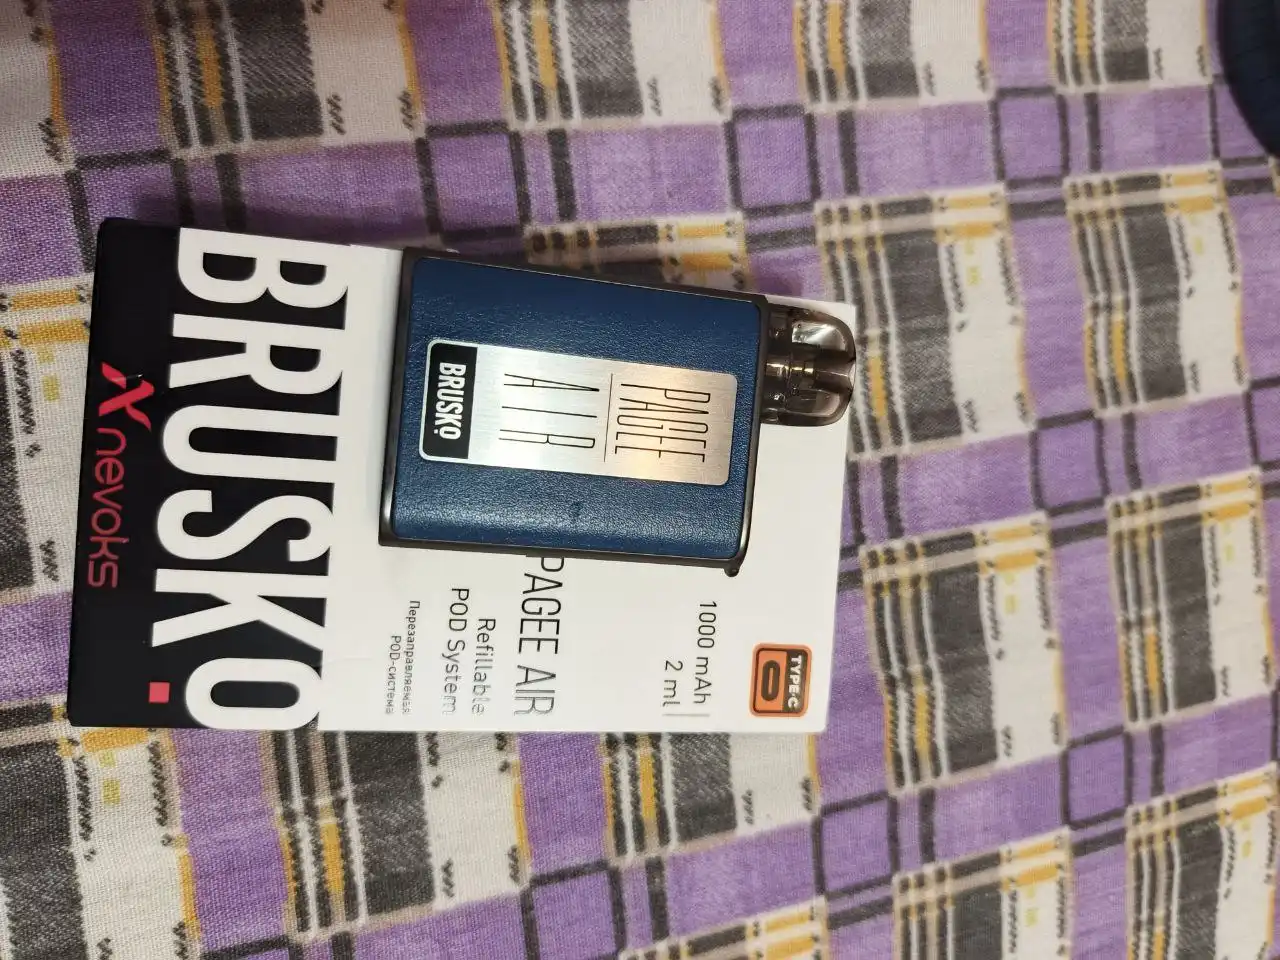 BRUSKO
nevoks
PAGEE
AIR
BRUSKO
PAGEE AIR
Refillable
POD System
Перезаправляемая
POD-система
1000 mAh
2 ml
TYPE-C